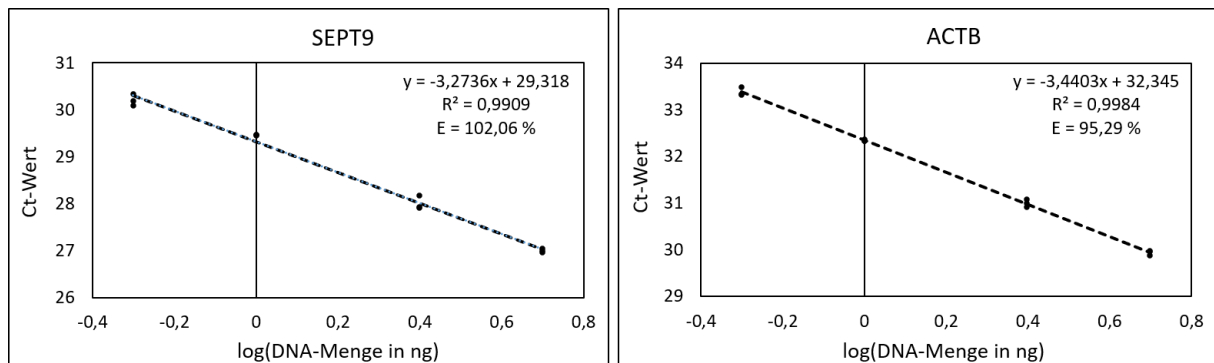 SEPT9
31
30
29
28
27
26
Ct-Wert
y = -3,2736x + 29,318
R² = 0,9909
E = 102,06 %
-0,4
-0,2
0
0,2
0,4
0,6
0,8
log(DNA-Menge in ng)
ACTB
34
33
32
31
30
29
Ct-Wert
y = -3,4403x + 32,345
R² = 0,9984
E = 95,29 %
-0,4
-0,2
0
0,2
0,4
0,6
0,8
log(DNA-Menge in ng)